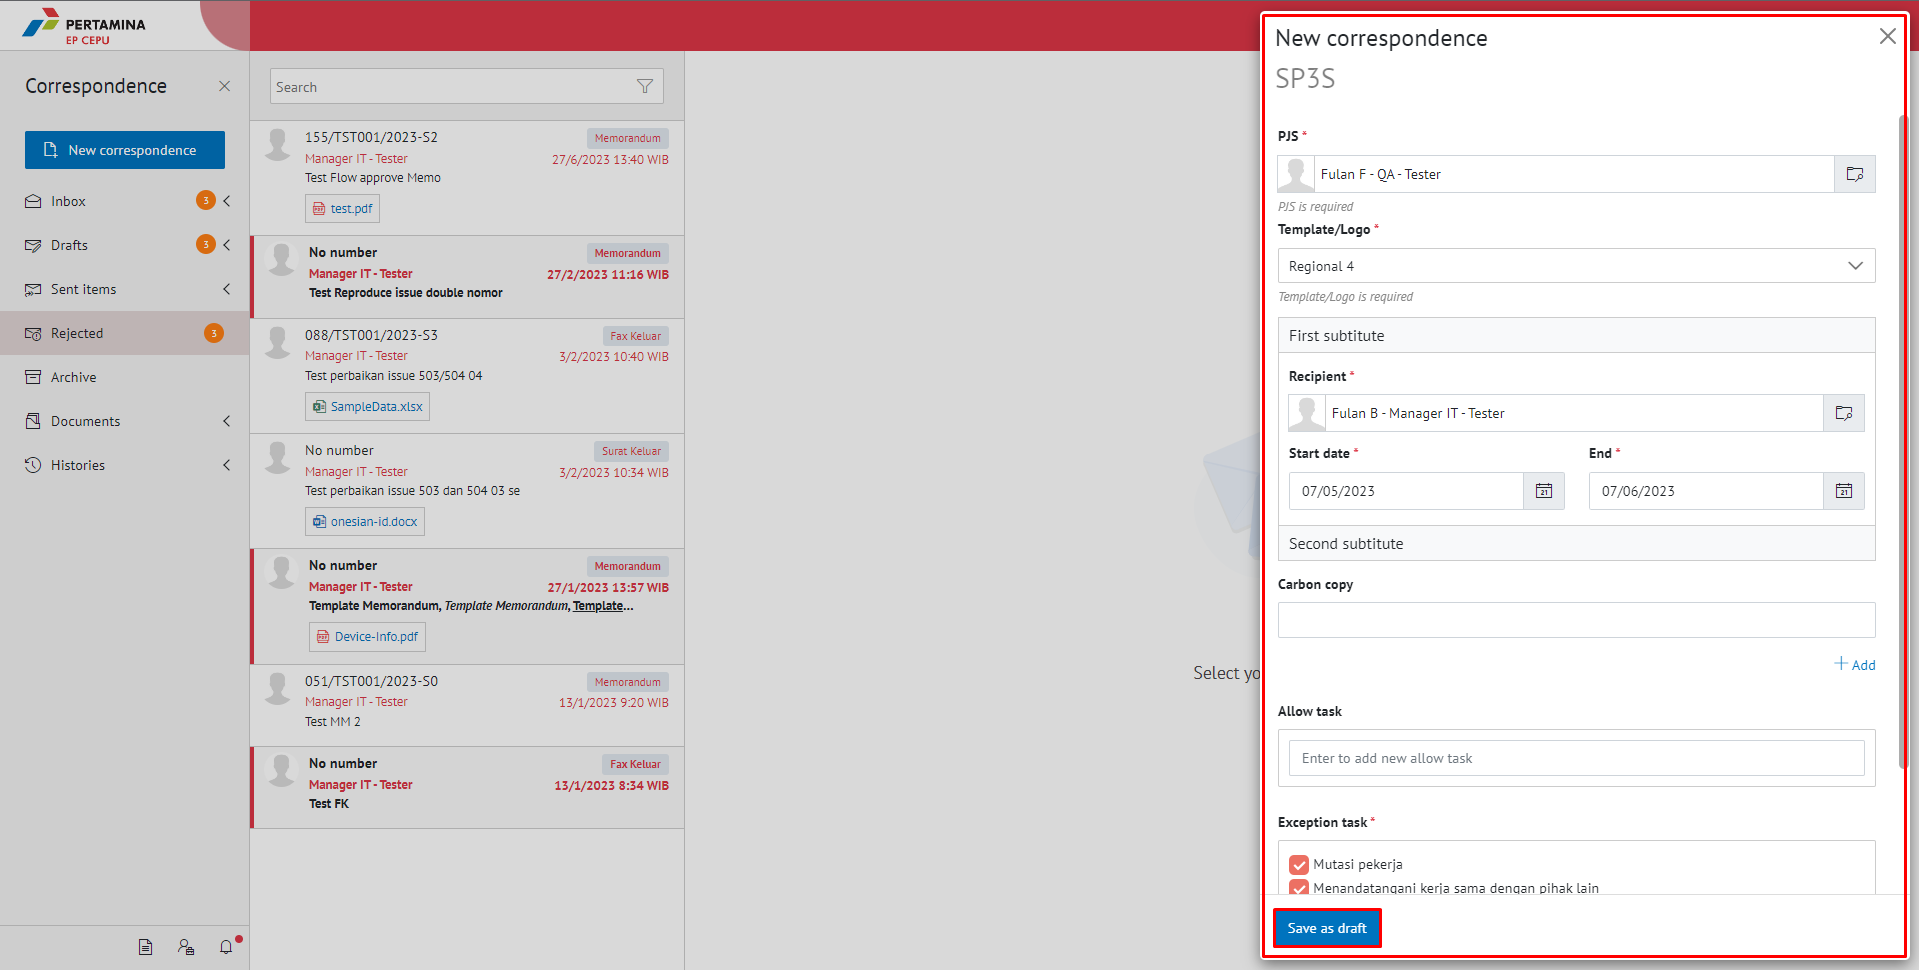 PERTAMINA
EP CEPU
Correspondence
New correspondence
Inbox 3
Drafts 3
Sent items
Rejected 3
Archive
Documents
Histories
Search
155/TST001/2023-S2 Memorandum
Manager IT - Tester 27/6/2023 13:40 WIB
Test Flow approve Memo
test.pdf
No number Memorandum
Manager IT - Tester 27/2/2023 11:16 WIB
Test Reproduce issue double nomor
088/TST001/2023-S3 Fax Keluar
Manager IT - Tester 3/2/2023 10:40 WIB
Test perbaikan issue 503/504 04
SampleData.xlsx
No number Surat Keluar
Manager IT - Tester 3/2/2023 10:34 WIB
Test perbaikan issue 503 dan 504 03 se
onesian-id.docx
No number Memorandum
Manager IT - Tester 27/1/2023 13:57 WIB
Template Memorandum, Template Memorandum, Template...
Device-Info.pdf
051/TST001/2023-S0 Memorandum
Manager IT - Tester 13/1/2023 9:20 WIB
Test MM 2
No number Fax Keluar
Manager IT - Tester 13/1/2023 8:34 WIB
Test FK
Select yo
New correspondence
SP3S
PJS *
Fulan F - QA - Tester
PJS is required
Template/Logo *
Regional 4
Template/Logo is required
First subtitute
Recipient *
Fulan B - Manager IT - Tester
Start date * End *
07/05/2023 21 07/06/2023 21
Second subtitute
Carbon copy
+ Add
Allow task
Enter to add new allow task
Exception task *
Mutasi pekerja
Menandatangani kerja sama dengan pihak lain
Save as draft